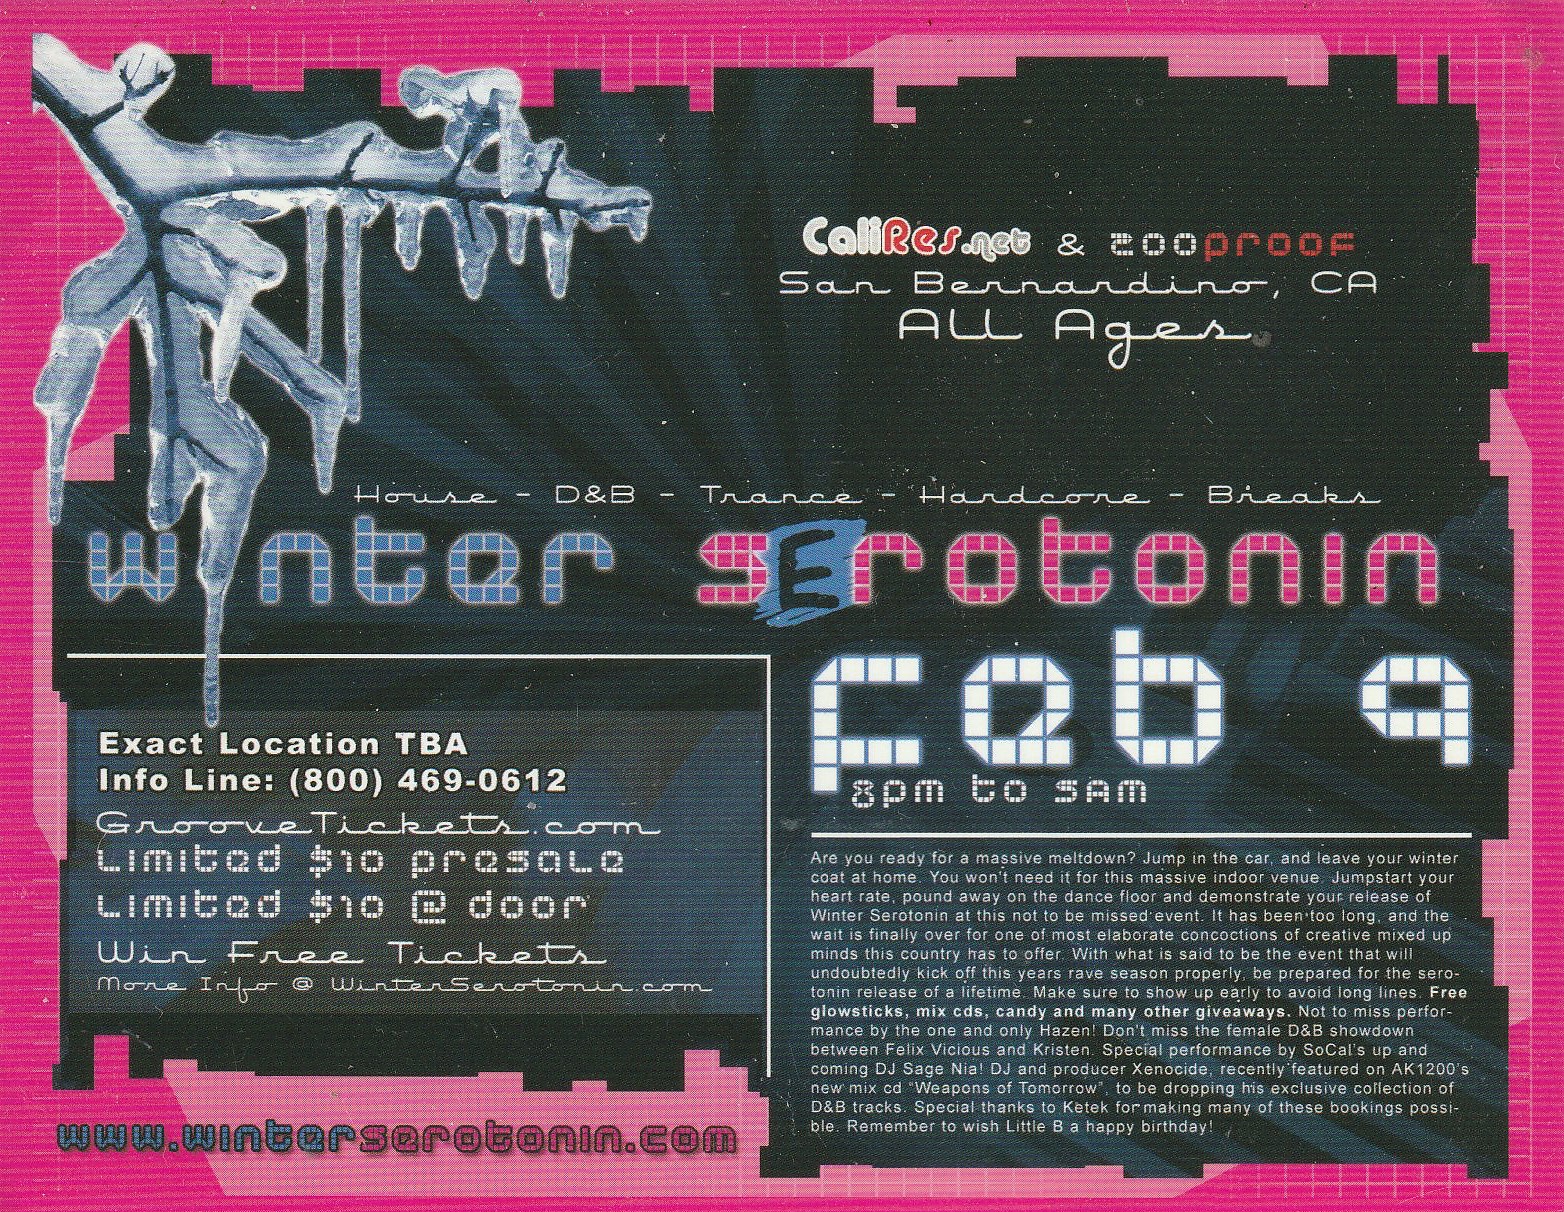 CaliRes.net & 200proof
San Bernardino, CA
All Ages
House - D&B - Trance - Hardcore - Breaks
winter sErotonin
Feb 9
8pm to 5am
Exact Location TBA
Info Line: (800) 469-0612
GrooveTickets.com
Limited $10 presale
Limited $10 @ door
Win Free Tickets
More Info @ WinterSerotonin.com
Are you ready for a massive meltdown? Jump in the car, and leave your winter
coat at home. You won't need it for this massive indoor venue. Jumpstart your
heart rate, pound away on the dance floor and demonstrate your release of
Winter Serotonin at this not to be missed event. It has been too long, and the
wait is finally over for one of most elaborate concoctions of creative mixed up
minds this country has to offer. With what is said to be the event that will
undoubtedly kick off this years rave season properly, be prepared for the sero-
tonin release of a lifetime. Make sure to show up early to avoid long lines. Free
glowsticks, mix cds, candy and many other giveaways. Not to miss perfor-
mance by the one and only Hazen! Don't miss the female D&B showdown
between Felix Vicious and Kristen. Special performance by SoCal's up and
coming DJ Sage Nia! DJ and producer Xenocide, recently featured on AK1200's
new mix cd "Weapons of Tomorrow", to be dropping his exclusive collection of
D&B tracks. Special thanks to Ketek for making many of these bookings possi-
ble. Remember to wish Little B a happy birthday!
www.winterserotonin.com